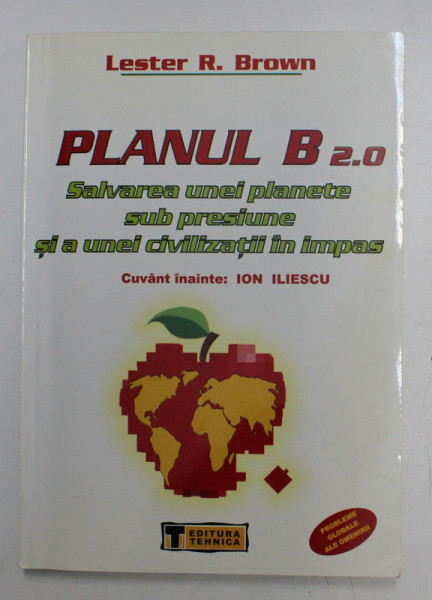 Lester R. Brown
PLANUL B 2.0
Salvarea unei planete
sub presiune
și a unei civilizației în impas
Cuvânt înainte: ION ILIESCU
PROBLEME
GLOBALE
ALE OMENIRII
T EDITURA
TEHNICA